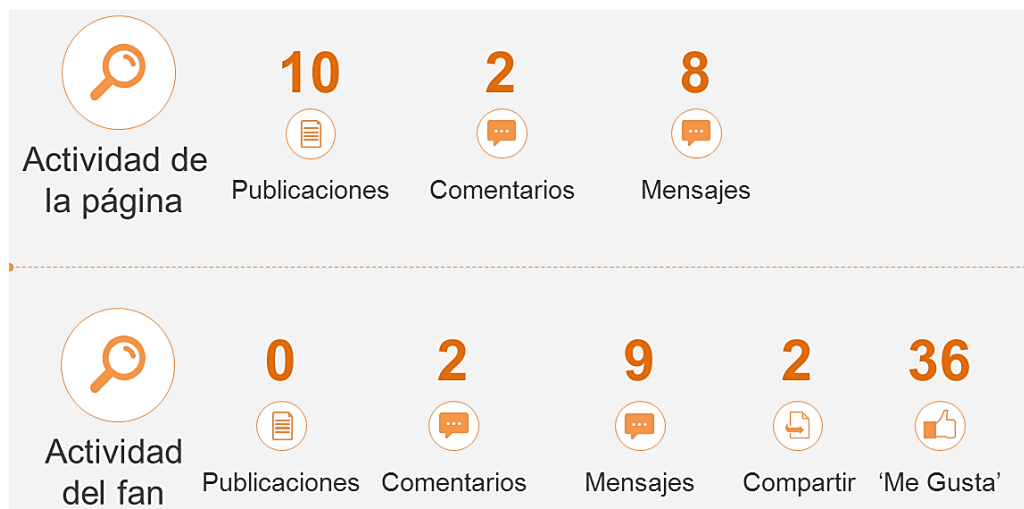 10 2 8
Actividad de
la página
Publicaciones Comentarios Mensajes
0 2 9 2 36
Actividad
del fan
Publicaciones Comentarios Mensajes Compartir ‘Me Gusta’